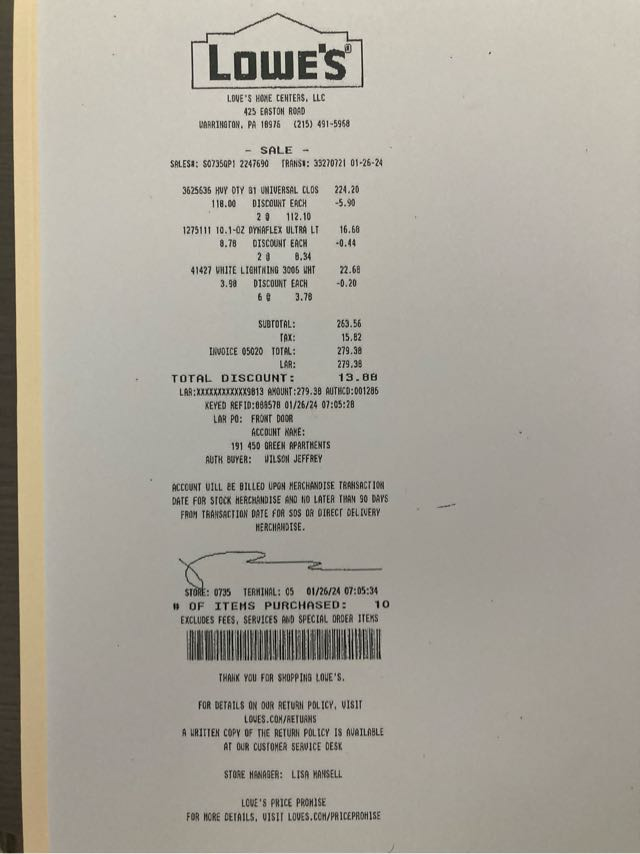 LOWE'S®
LOWE'S HOME CENTERS, LLC
425 EASTON ROAD
WARRINGTON, PA 18976 (215) 491-5968
- SALE -
SALES#: S0735GP1 2247690 TRANS#: 33270721 01-26-24
3625636 HVY DTY 91 UNIVERSAL CLOS 224.20
118.00 DISCOUNT EACH -5.90
2 @ 112.10
1275111 10.1-OZ DYNAFLEX ULTRA LT 16.68
8.78 DISCOUNT EACH -0.44
2 @ 8.34
41427 WHITE LIGHTNING 3006 WHT 22.68
3.98 DISCOUNT EACH -0.20
6 @ 3.78
SUBTOTAL: 263.56
TAX: 15.82
INVOICE 05020 TOTAL: 279.38
LAR: 279.38
TOTAL DISCOUNT: 13.88
LAR:XXXXXXXXXXXX9813 AMOUNT:279.38 AUTHCD:001286
KEYED REFID:088578 01/26/24 07:05:28
LAR PO: FRONT DOOR
ACCOUNT NAME:
191 450 GREEN APARTMENTS
AUTH BUYER: WILSON JEFFREY
ACCOUNT WILL BE BILLED UPON MERCHANDISE TRANSACTION
DATE FOR STOCK MERCHANDISE AND NO LATER THAN 90 DAYS
FROM TRANSACTION DATE FOR SOS OR DIRECT DELIVERY
MERCHANDISE.
STORE: 0735 TERMINAL: 05 01/26/24 07:05:34
# OF ITEMS PURCHASED: 10
EXCLUDES FEES, SERVICES AND SPECIAL ORDER ITEMS
THANK YOU FOR SHOPPING LOWE'S.
FOR DETAILS ON OUR RETURN POLICY, VISIT
LOWES.COM/RETURNS
A WRITTEN COPY OF THE RETURN POLICY IS AVAILABLE
AT OUR CUSTOMER SERVICE DESK
STORE MANAGER: LISA MANSELL
LOWE'S PRICE PROMISE
FOR MORE DETAILS, VISIT LOWES.COM/PRICEPROMISE